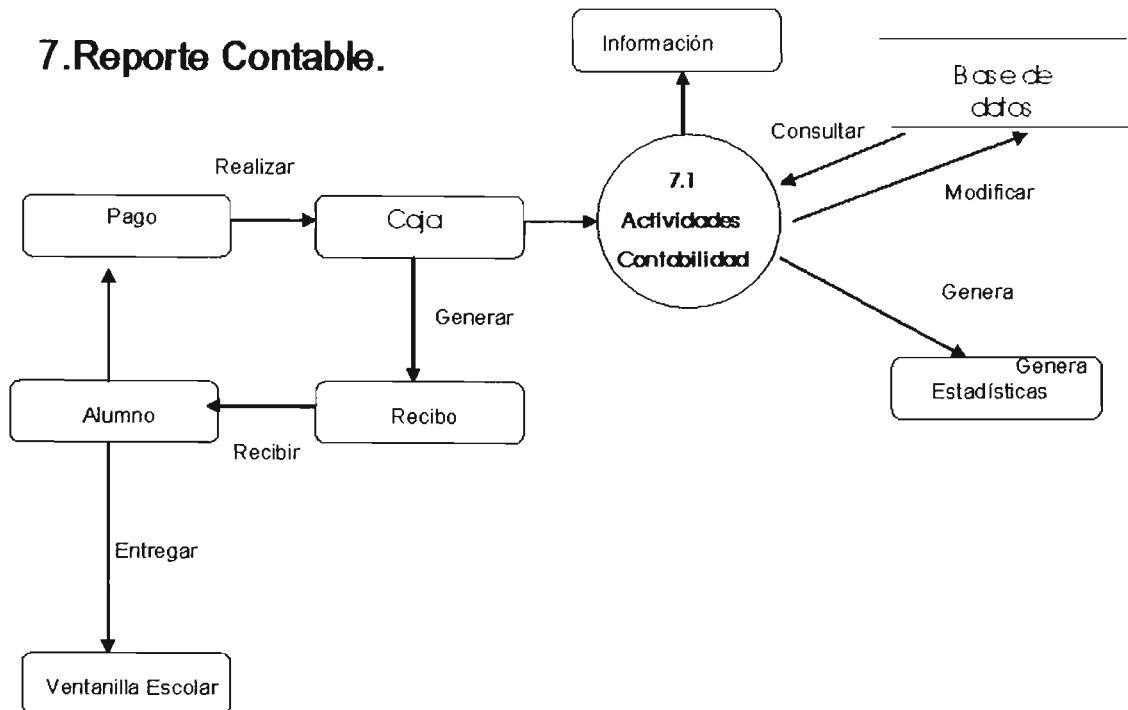 7.Reporte Contable.
Información
Base de
datos
Consultar
Modificar
Realizar
Pago
Caja
7.1
Actividades
Contabilidad
Generar
Genera
Genera
Estadísticas
Alumno
Recibo
Recibir
Entregar
Ventanilla Escolar